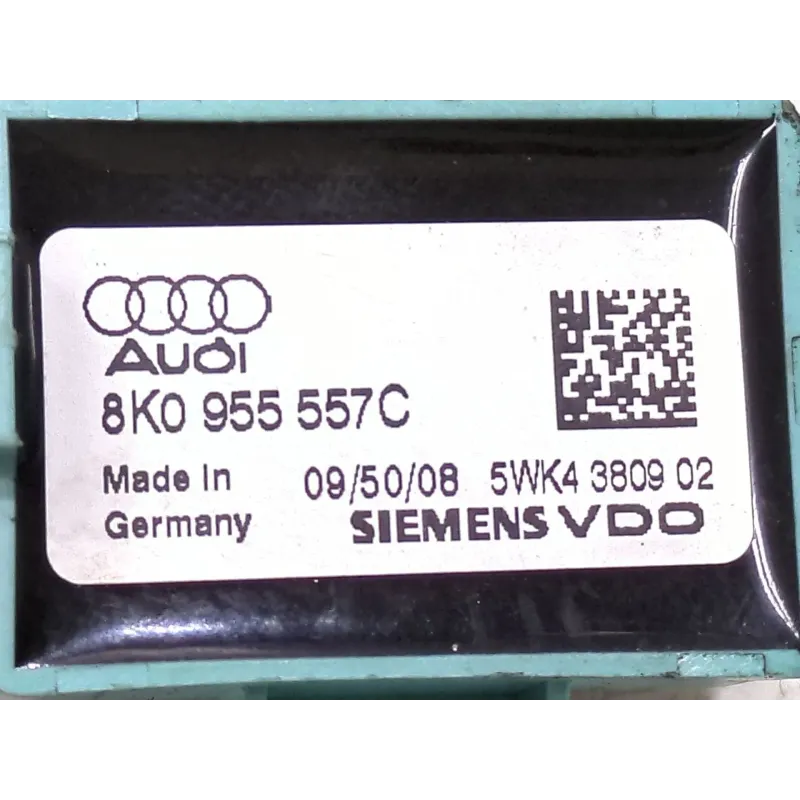 AUDI
8K0 955 557C
Made In 09/50/08 5WK4 3809 02
Germany SIEMENS VDO